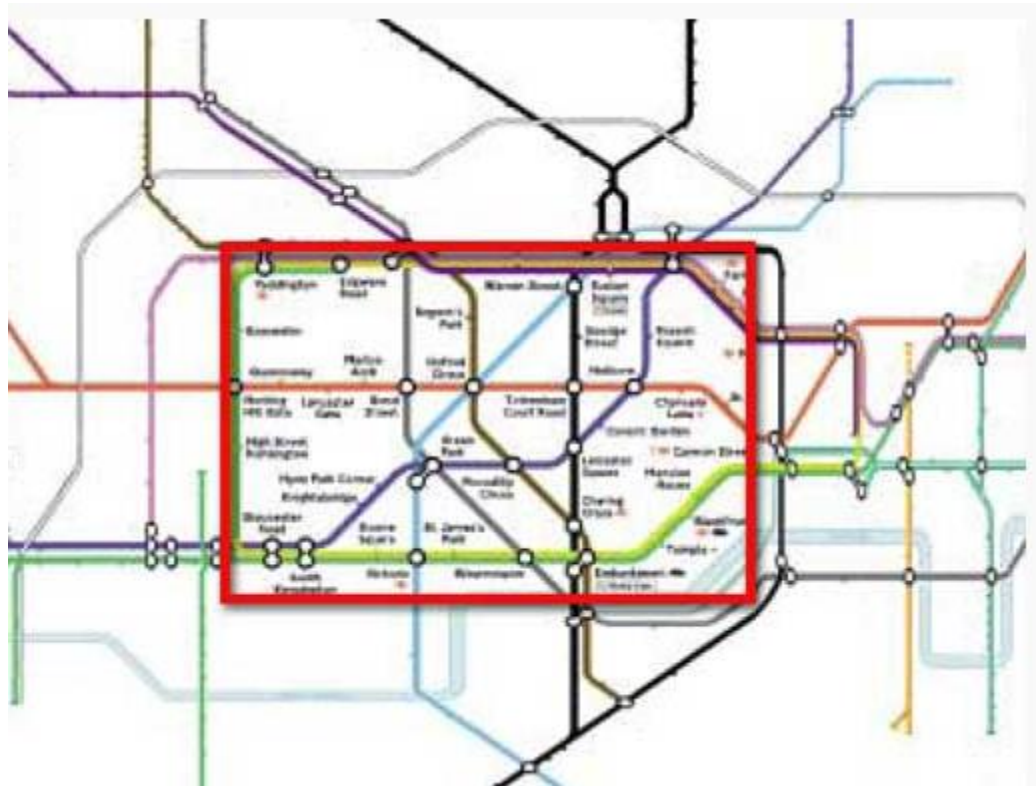 Paddington
Edgware
Road
Warren Street
Euston
Square
Bayswater
Regent's
Park
Goodge
Street
Russell
Square
Queensway
Marble
Arch
Oxford
Circus
Holborn
Notting
Hill Gate
Lancaster
Gate
Bond
Street
Tottenham
Court Road
Chancery
Lane
Covent Garden
High Street
Kensington
Green
Park
Leicester
Square
Cannon Stree
Mansion
House
Hyde Park Corner
Knightsbridge
Piccadilly
Circus
Charing
Cross
Gloucester
Road
Sloane
Square
St. James's
Park
Blackfriars
Temple
South
Kensington
Victoria
Westminster
Embankment